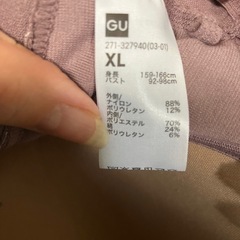 GU
271-327940(03-01)
XL
身長 159-166cm
バスト 92-98cm
外側/
ナイロン 88%
ポリウレタン 12%
内側/
ポリエステル 70%
綿 24%
ポリウレタン 6%